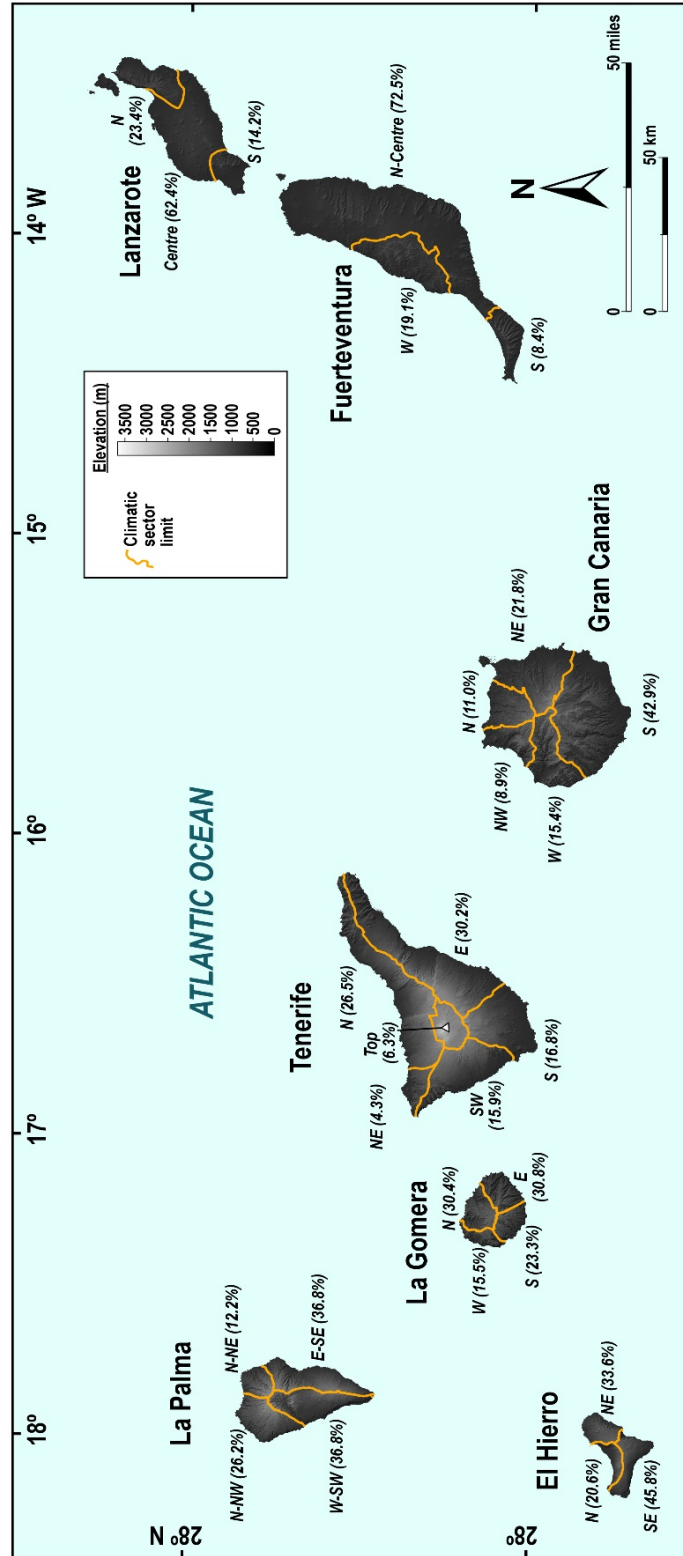 18º
17º
16º
15º
14º W
28º N
28º
ATLANTIC OCEAN
La Palma
N-NW (26.2%)
N-NE (12.2%)
W-SW (36.8%)
E-SE (36.8%)
El Hierro
N (20.6%)
NE (33.6%)
SE (45.8%)
La Gomera
N (30.4%)
W (15.5%)
S (23.3%)
E
(30.8%)
Tenerife
N (26.5%)
Top
(6.3%)
NE (4.3%)
E (30.2%)
SW
(15.9%)
S (16.8%)
Gran Canaria
N (11.0%)
NE (21.8%)
NW (8.9%)
W (15.4%)
S (42.9%)
Climatic
sector
limit
Elevation (m)
3500
3000
2500
2000
1500
1000
500
0
Fuerteventura
W (19.1%)
N-Centre (72.5%)
S (8.4%)
Lanzarote
N
(23.4%)
Centre (62.4%)
S (14.2%)
N
0
50 miles
0
50 km